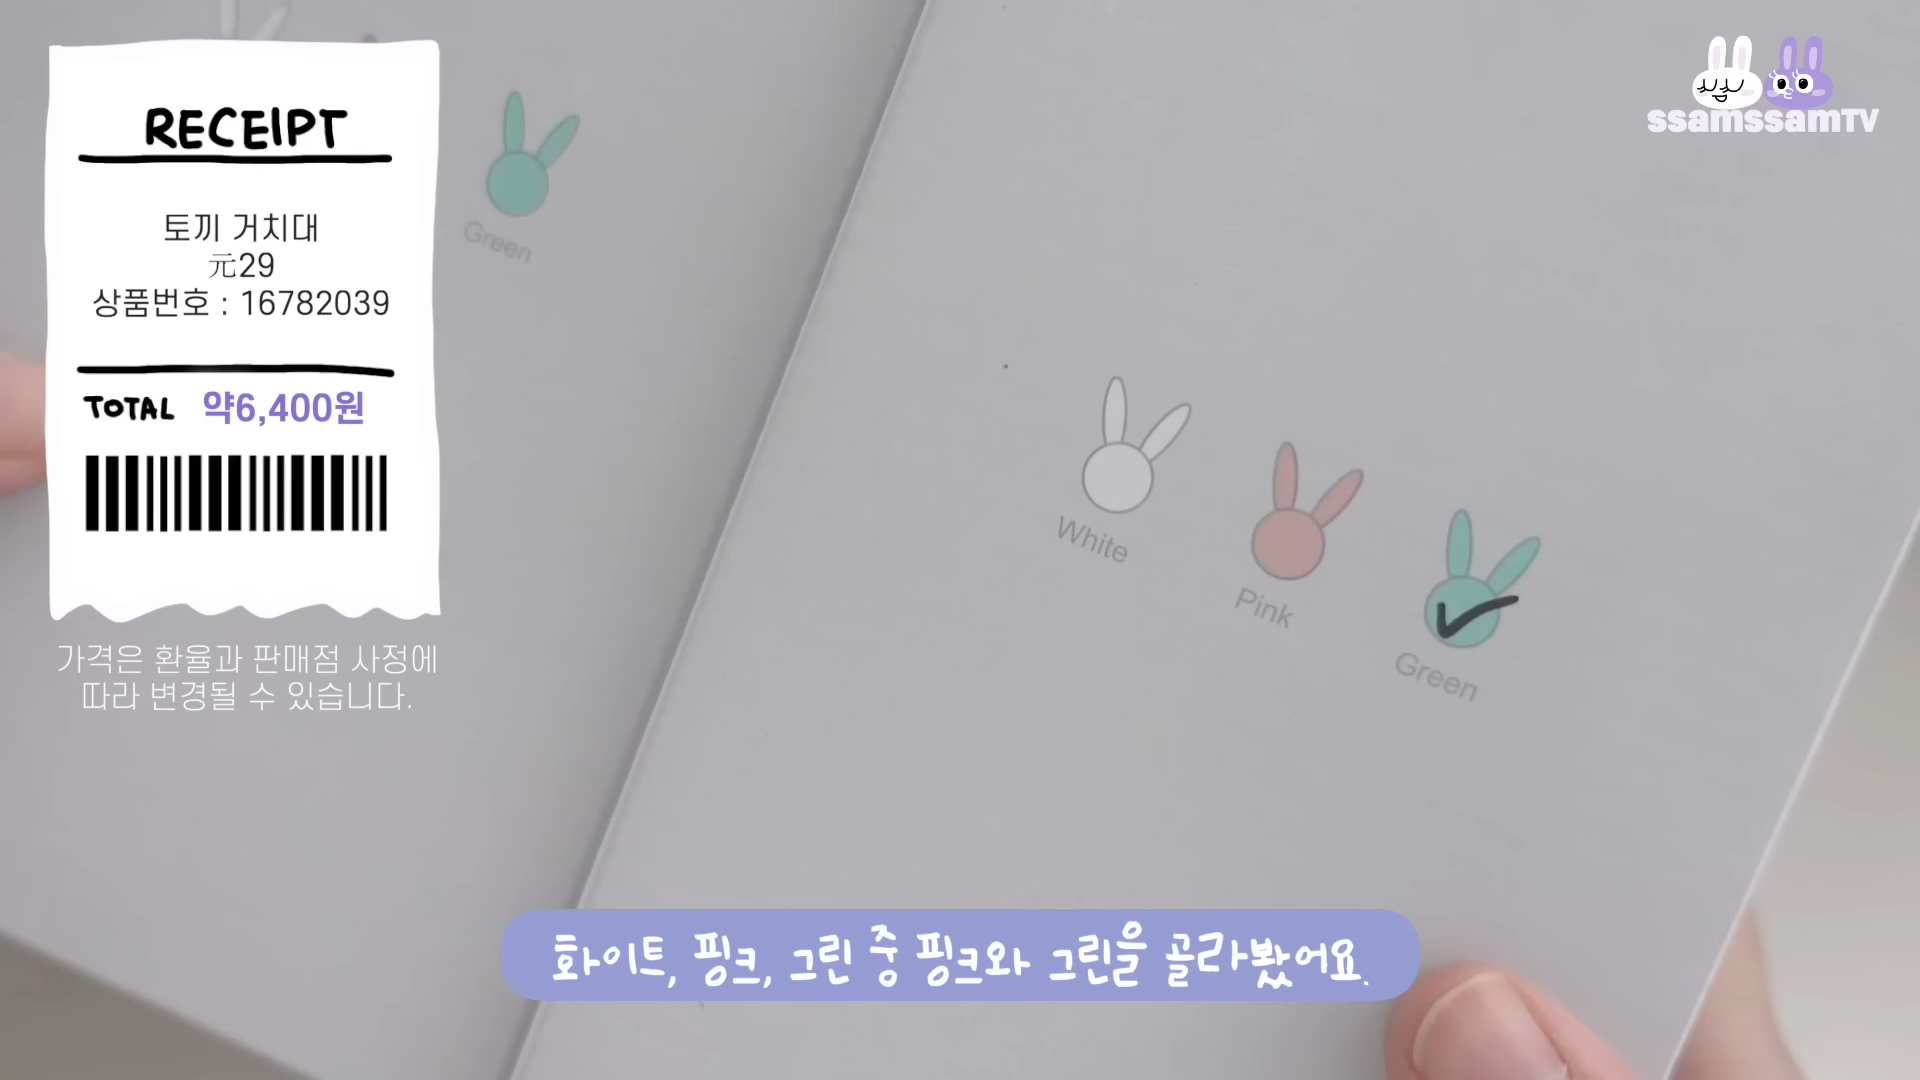 RECEIPT
토끼 거치대
元29
상품번호 : 16782039
TOTAL 약6,400원
가격은 환율과 판매점 사정에
따라 변경될 수 있습니다.
Green
ssamssamTV
White
Pink
Green
화이트, 핑크, 그린 중 핑크와 그린을 골라봤어요.